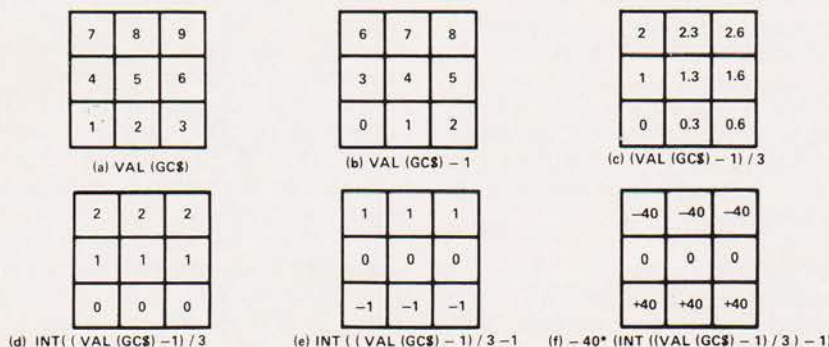 7 8 9
4 5 6
1 2 3
(a) VAL (GC$)
6 7 8
3 4 5
0 1 2
(b) VAL (GC$) – 1
2 2.3 2.6
1 1.3 1.6
0 0.3 0.6
(c) (VAL (GC$) – 1) / 3
2 2 2
1 1 1
0 0 0
(d) INT( ( VAL (GC$) –1) / 3
1 1 1
0 0 0
–1 –1 –1
(e) INT ( ( VAL (GC$) – 1) / 3 –1
–40 –40 –40
0 0 0
+40 +40 +40
(f) – 40* (INT ((VAL (GC$) – 1) / 3 ) – 1)